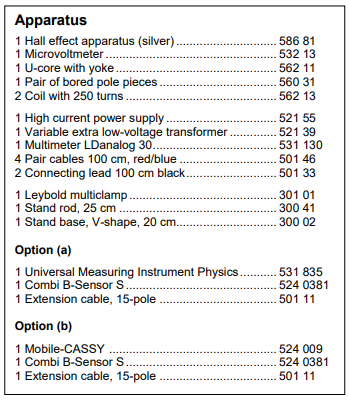 Apparatus
1 Hall effect apparatus (silver) ................................ 586 81
1 Microvoltmeter ................................ 532 13
1 U-core with yoke ................................ 562 11
1 Pair of bored pole pieces ................................ 560 31
2 Coil with 250 turns ................................ 562 13
1 High current power supply ................................ 521 55
1 Variable extra low-voltage transformer ............... 521 39
1 Multimeter LDanalog 30 ................................ 531 130
4 Pair cables 100 cm, red/blue ................................ 501 46
2 Connecting lead 100 cm black ................................ 501 33
1 Leybold multiclamp ................................ 301 01
1 Stand rod, 25 cm ................................ 300 41
1 Stand base, V-shape, 20 cm ................................ 300 02
Option (a)
1 Universal Measuring Instrument Physics ............ 531 835
1 Combi B-Sensor S ................................ 524 0381
1 Extension cable, 15-pole ................................ 501 11
Option (b)
1 Mobile-CASSY ................................ 524 009
1 Combi B-Sensor S ................................ 524 0381
1 Extension cable, 15-pole ................................ 501 11